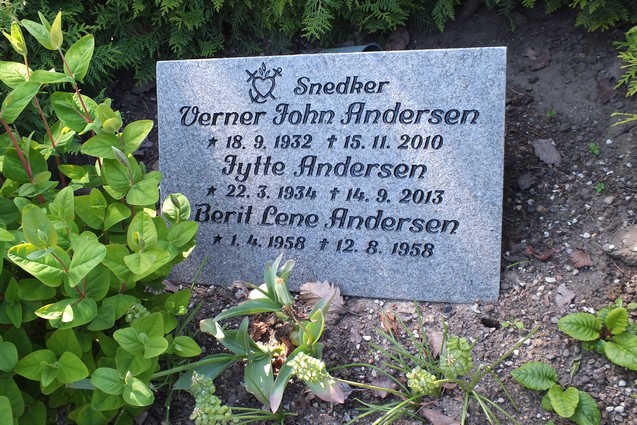 Snedker
Verner John Andersen
★ 18. 9. 1932 ✝ 15. 11. 2010
Jytte Andersen
★ 22. 3. 1934 ✝ 14. 9. 2013
Berit Lene Andersen
★ 1. 4. 1958 ✝ 12. 8. 1958